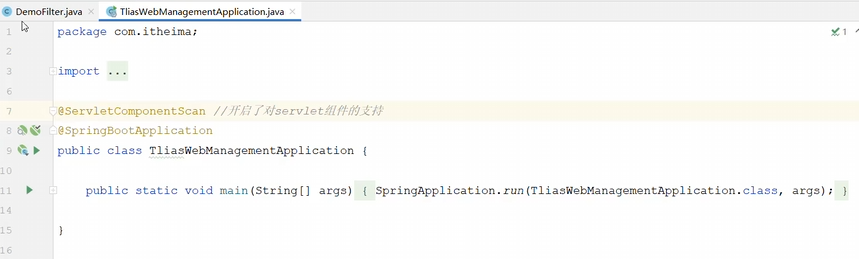 DemoFilter.java × TliasWebManagementApplication.java ×
1 package com.itheima; 1
2
3 import ...
6
7 @ServletComponentScan //开启了对servlet组件的支持
8 @SpringBootApplication
9 public class TliasWebManagementApplication {
10
11 public static void main(String[] args) { SpringApplication.run(TliasWebManagementApplication.class, args); }
14
15 }
16